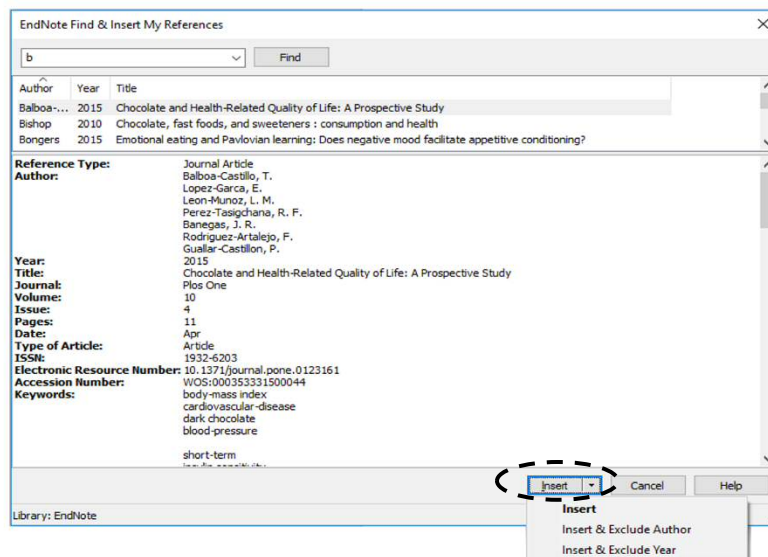 EndNote Find & Insert My References
b Find
Author Year Title
Balboa-... 2015 Chocolate and Health-Related Quality of Life: A Prospective Study
Bishop 2010 Chocolate, fast foods, and sweeteners : consumption and health
Bongers 2015 Emotional eating and Pavlovian learning: Does negative mood facilitate appetitive conditioning?
Reference Type: Journal Article
Author: Balboa-Castillo, T.
Lopez-Garca, E.
Leon-Munoz, L. M.
Perez-Tasigchana, R. F.
Banegas, J. R.
Rodriguez-Artalejo, F.
Guallar-Castillon, P.
Year: 2015
Title: Chocolate and Health-Related Quality of Life: A Prospective Study
Journal: Plos One
Volume: 10
Issue: 4
Pages: 11
Date: Apr
Type of Article: Article
ISSN: 1932-6203
Electronic Resource Number: 10.1371/journal.pone.0123161
Accession Number: WOS:000353331500044
Keywords: body-mass index
cardiovascular-disease
dark chocolate
blood-pressure
short-term
Insert Cancel Help
Insert
Library: EndNote
Insert & Exclude Author
Insert & Exclude Year